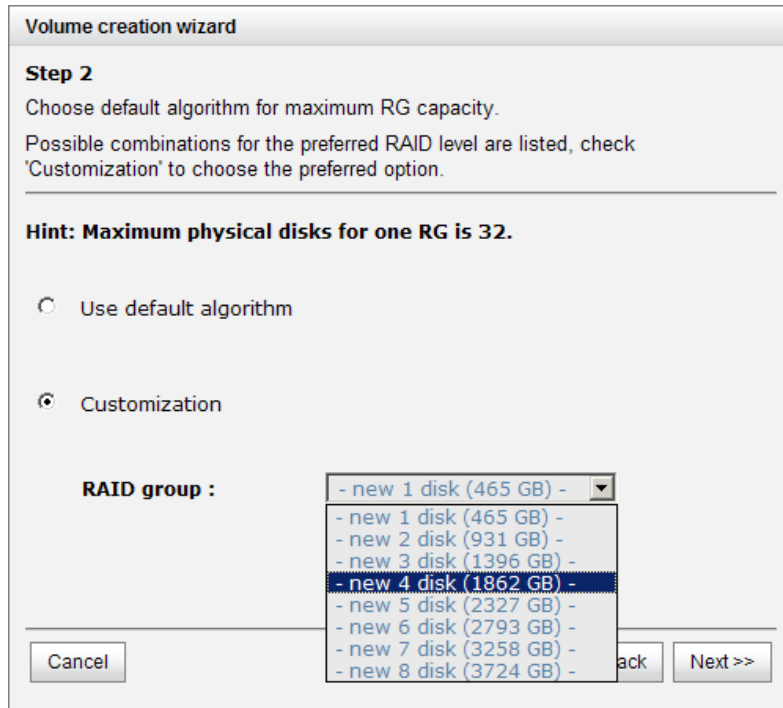 Volume creation wizard
Step 2
Choose default algorithm for maximum RG capacity.
Possible combinations for the preferred RAID level are listed, check
'Customization' to choose the preferred option.
Hint: Maximum physical disks for one RG is 32.
Use default algorithm
Customization
RAID group :
- new 1 disk (465 GB) -
- new 1 disk (465 GB) -
- new 2 disk (931 GB) -
- new 3 disk (1396 GB) -
- new 4 disk (1862 GB) -
- new 5 disk (2327 GB) -
- new 6 disk (2793 GB) -
- new 7 disk (3258 GB) -
- new 8 disk (3724 GB) -
Cancel
ack
Next >>